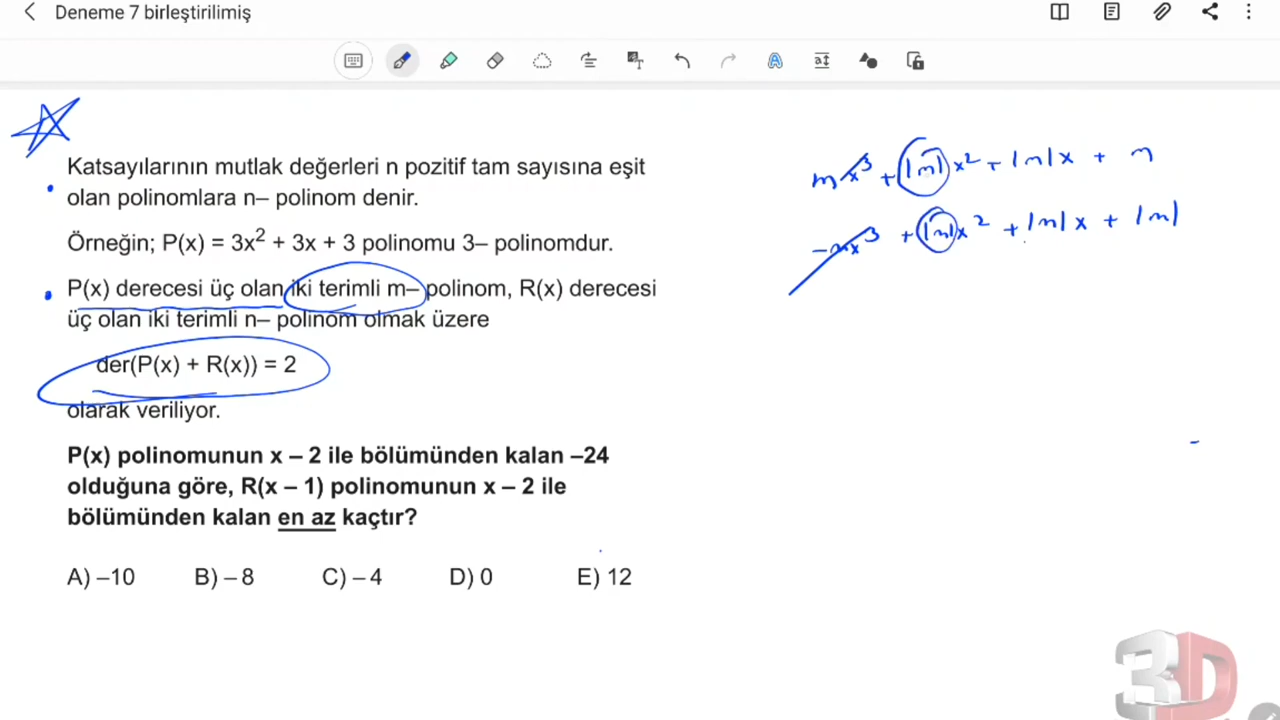 Deneme 7 birleştirilmiş
Katsayılarının mutlak değerleri n pozitif tam sayısına eşit
olan polinomlara n– polinom denir.
Örneğin; P(x) = 3x² + 3x + 3 polinomu 3– polinomdur.
P(x) derecesi üç olan iki terimli m– polinom, R(x) derecesi
üç olan iki terimli n– polinom olmak üzere
der(P(x) + R(x)) = 2
olarak veriliyor.
P(x) polinomunun x – 2 ile bölümünden kalan –24
olduğuna göre, R(x – 1) polinomunun x – 2 ile
bölümünden kalan en az kaçtır?
A) –10 B) – 8 C) – 4 D) 0 E) 12
mx³ + |m|x² + |m|x + m
-mx³ + |m|x² + |m|x + |m|
3D